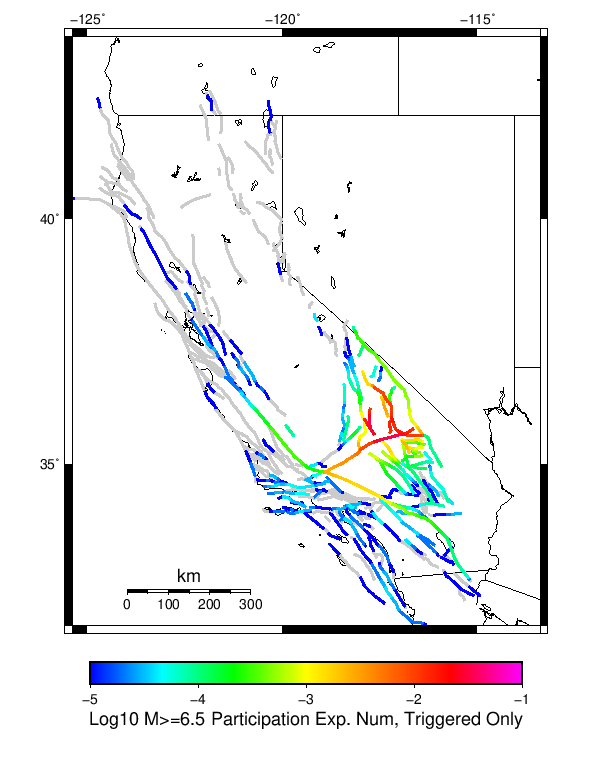 −125˚ −120˚ −115˚
40˚
35˚
km
0 100 200 300
−5 −4 −3 −2 −1
Log10 M>=6.5 Participation Exp. Num, Triggered Only